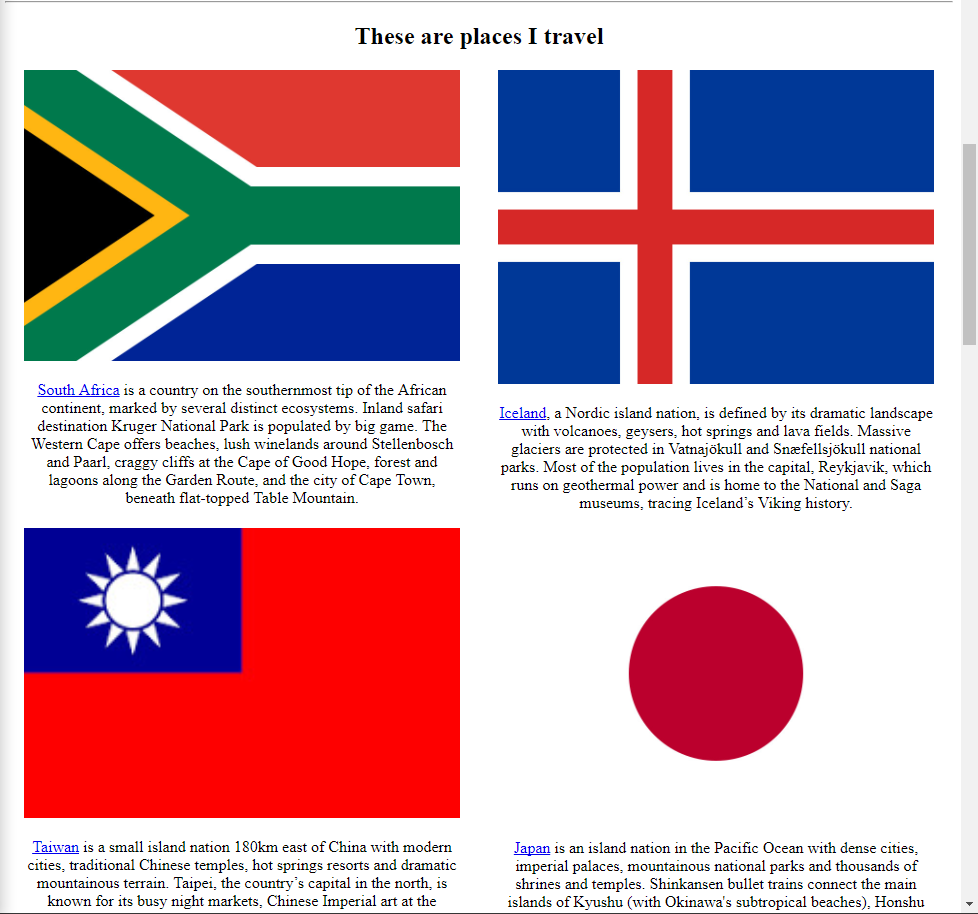 These are places I travel
South Africa is a country on the southernmost tip of the African
continent, marked by several distinct ecosystems. Inland safari
destination Kruger National Park is populated by big game. The
Western Cape offers beaches, lush winelands around Stellenbosch
and Paarl, craggy cliffs at the Cape of Good Hope, forest and
lagoons along the Garden Route, and the city of Cape Town,
beneath flat-topped Table Mountain.
Iceland, a Nordic island nation, is defined by its dramatic landscape
with volcanoes, geysers, hot springs and lava fields. Massive
glaciers are protected in Vatnajökull and Snæfellsjökull national
parks. Most of the population lives in the capital, Reykjavik, which
runs on geothermal power and is home to the National and Saga
museums, tracing Iceland’s Viking history.
Taiwan is a small island nation 180km east of China with modern
cities, traditional Chinese temples, hot springs resorts and dramatic
mountainous terrain. Taipei, the country’s capital in the north, is
known for its busy night markets, Chinese Imperial art at the
Japan is an island nation in the Pacific Ocean with dense cities,
imperial palaces, mountainous national parks and thousands of
shrines and temples. Shinkansen bullet trains connect the main
islands of Kyushu (with Okinawa's subtropical beaches), Honshu